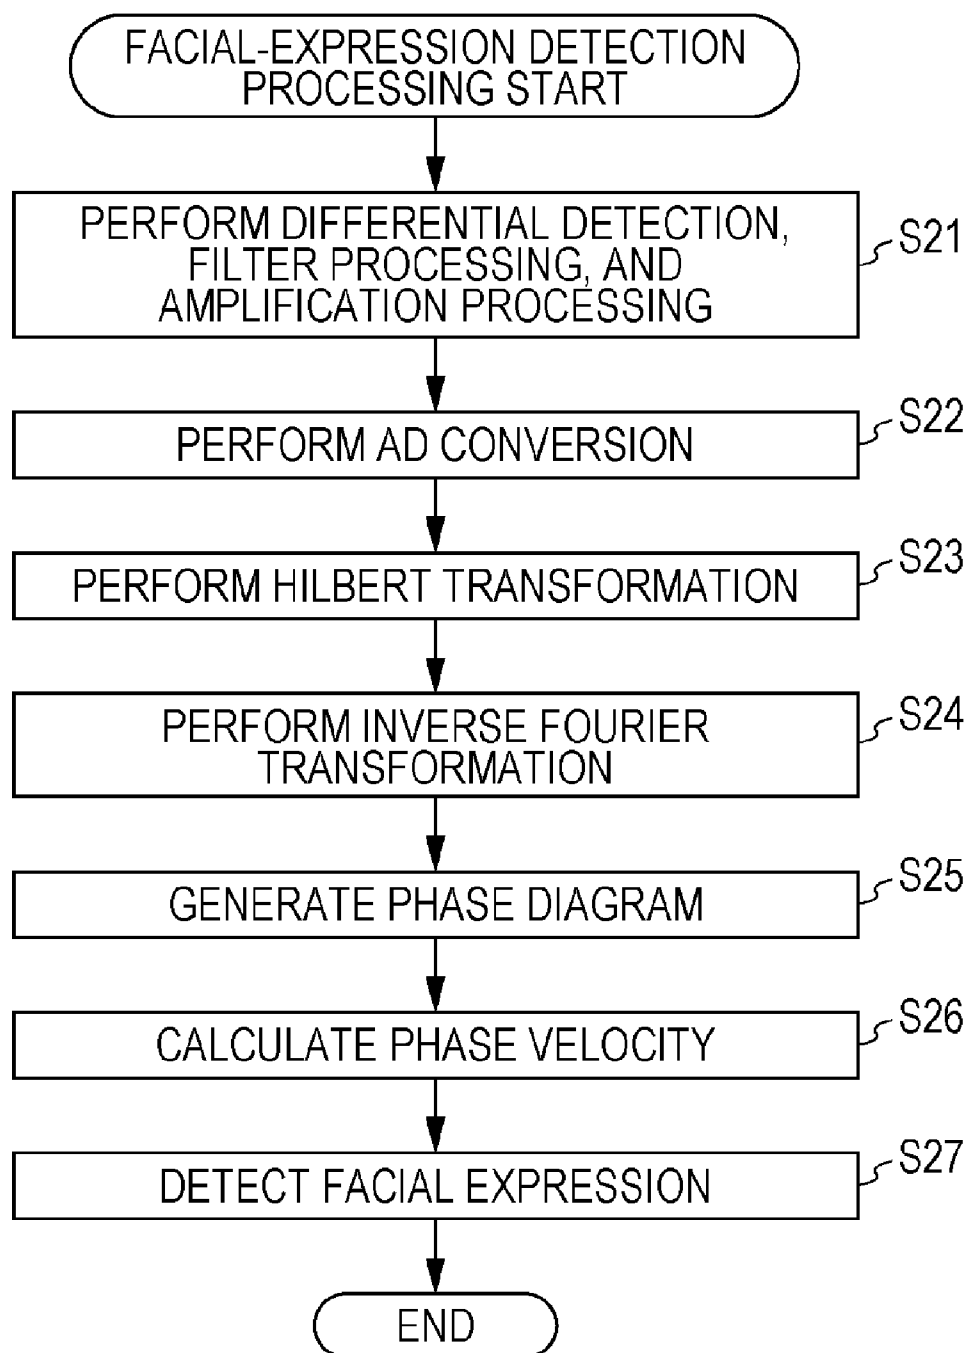 FACIAL-EXPRESSION DETECTION
PROCESSING START
PERFORM DIFFERENTIAL DETECTION,
FILTER PROCESSING, AND
AMPLIFICATION PROCESSING
S21
PERFORM AD CONVERSION
S22
PERFORM HILBERT TRANSFORMATION
S23
PERFORM INVERSE FOURIER
TRANSFORMATION
S24
GENERATE PHASE DIAGRAM
S25
CALCULATE PHASE VELOCITY
S26
DETECT FACIAL EXPRESSION
S27
END